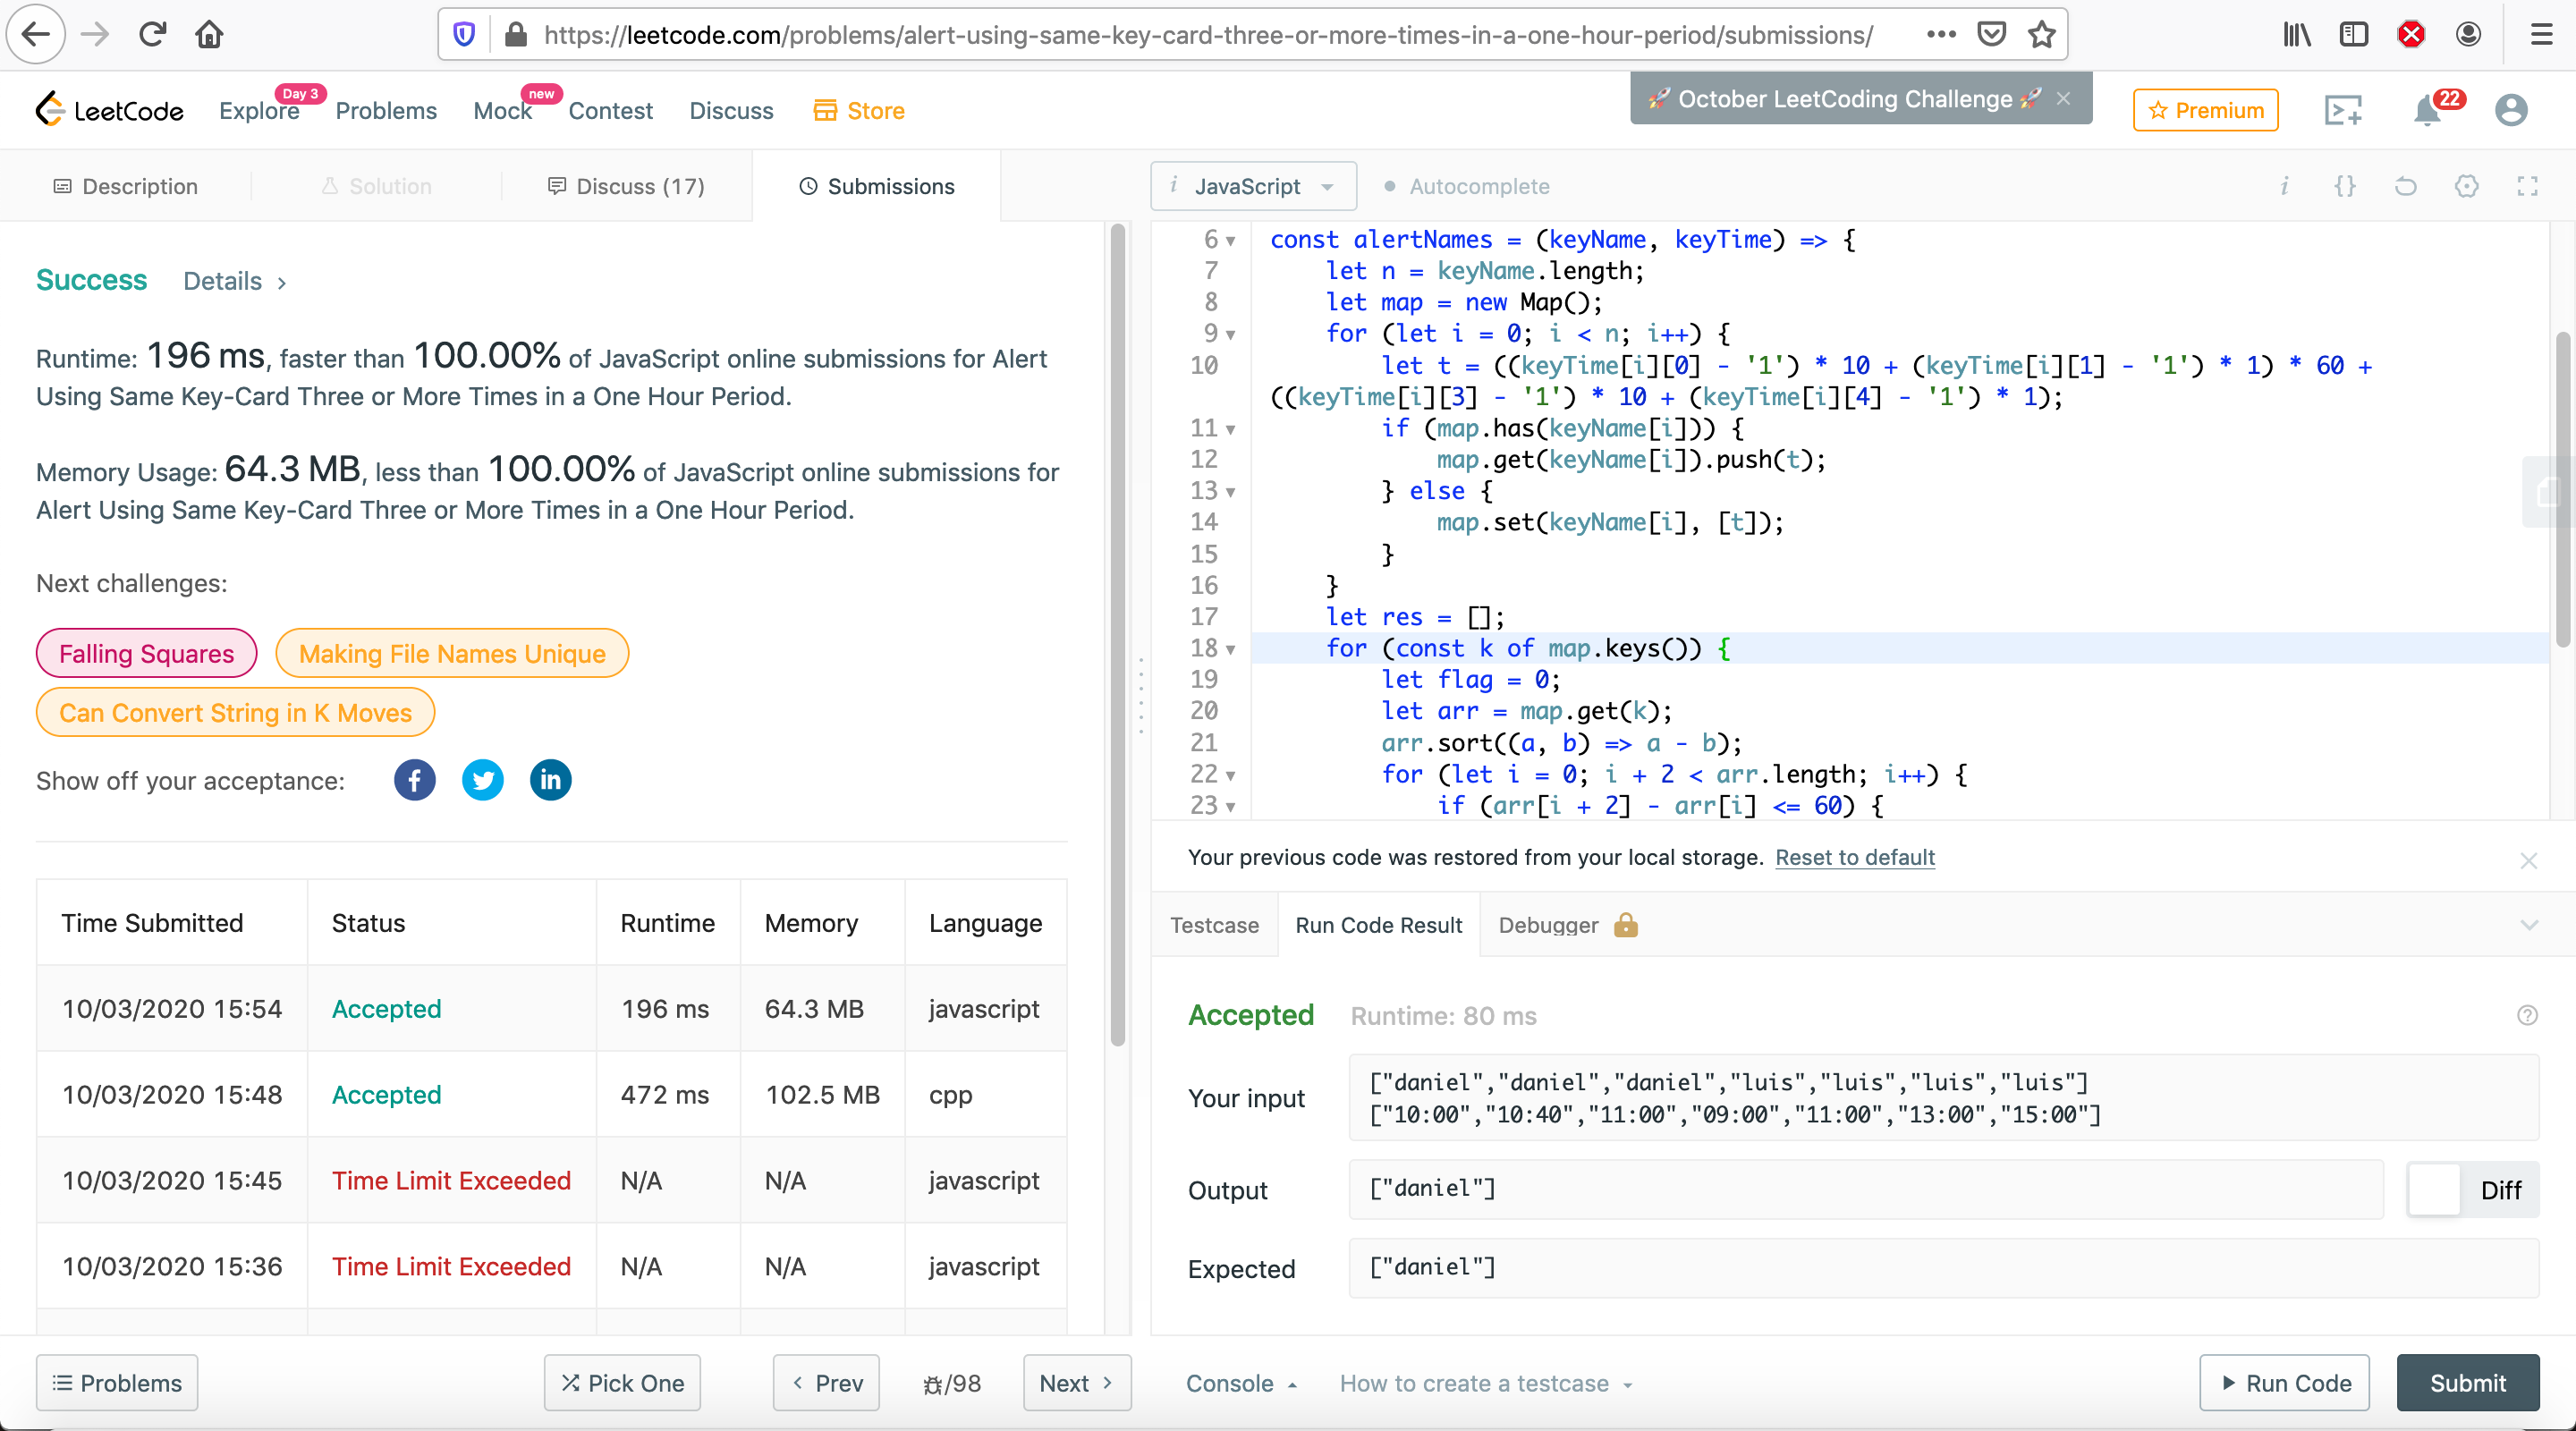 https://leetcode.com/problems/alert-using-same-key-card-three-or-more-times-in-a-one-hour-period/submissions/
LeetCode
Explore
Day 3
Problems
Mock
new
Contest
Discuss
Store
🚀 October LeetCoding Challenge 🚀
Premium
22
Description
Solution
Discuss (17)
Submissions
Success
Details
Runtime: 196 ms, faster than 100.00% of JavaScript online submissions for Alert
Using Same Key-Card Three or More Times in a One Hour Period.
Memory Usage: 64.3 MB, less than 100.00% of JavaScript online submissions for
Alert Using Same Key-Card Three or More Times in a One Hour Period.
Next challenges:
Falling Squares
Making File Names Unique
Can Convert String in K Moves
Show off your acceptance:
Time Submitted Status Runtime Memory Language
10/03/2020 15:54 Accepted 196 ms 64.3 MB javascript
10/03/2020 15:48 Accepted 472 ms 102.5 MB cpp
10/03/2020 15:45 Time Limit Exceeded N/A N/A javascript
10/03/2020 15:36 Time Limit Exceeded N/A N/A javascript
Problems
Pick One
Prev
/98
Next
i JavaScript
Autocomplete
i {}
6 const alertNames = (keyName, keyTime) => {
7 let n = keyName.length;
8 let map = new Map();
9 for (let i = 0; i < n; i++) {
10 let t = ((keyTime[i][0] - '1') * 10 + (keyTime[i][1] - '1') * 1) * 60 +
((keyTime[i][3] - '1') * 10 + (keyTime[i][4] - '1') * 1);
11 if (map.has(keyName[i])) {
12 map.get(keyName[i]).push(t);
13 } else {
14 map.set(keyName[i], [t]);
15 }
16 }
17 let res = [];
18 for (const k of map.keys()) {
19 let flag = 0;
20 let arr = map.get(k);
21 arr.sort((a, b) => a - b);
22 for (let i = 0; i + 2 < arr.length; i++) {
23 if (arr[i + 2] - arr[i] <= 60) {
Your previous code was restored from your local storage. Reset to default
Testcase
Run Code Result
Debugger
Accepted
Runtime: 80 ms
Your input
["daniel","daniel","daniel","luis","luis","luis","luis"]
["10:00","10:40","11:00","09:00","11:00","13:00","15:00"]
Output
["daniel"]
Diff
Expected
["daniel"]
Console
How to create a testcase
Run Code
Submit